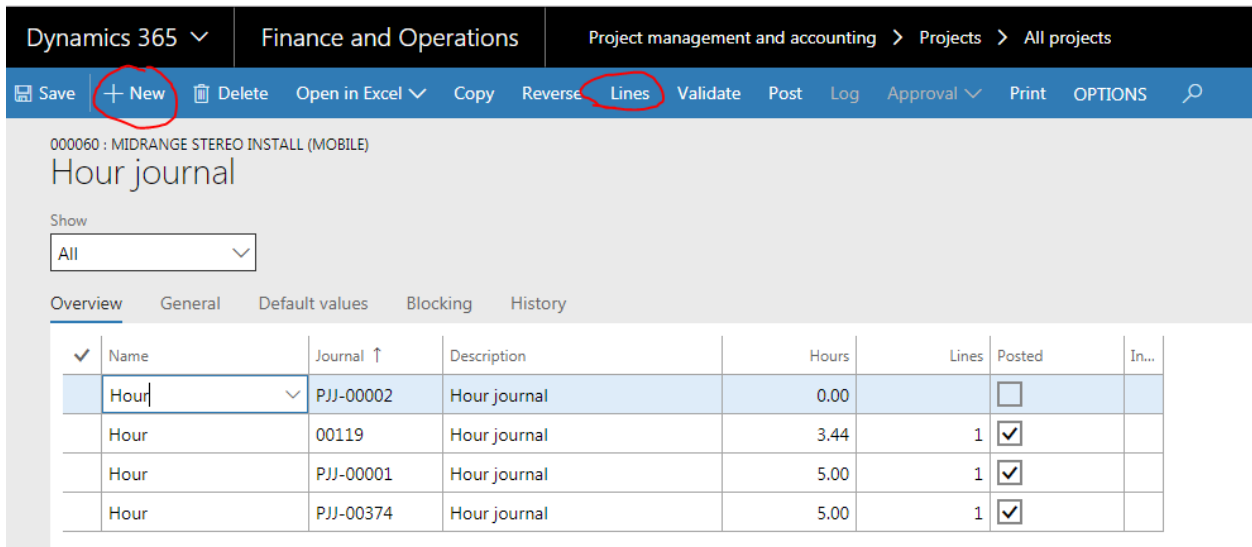 Dynamics 365 Finance and Operations Project management and accounting > Projects > All projects
Save + New Delete Open in Excel Copy Reverse Lines Validate Post Log Approval Print OPTIONS
000060 : MIDRANGE STEREO INSTALL (MOBILE)
Hour journal
Show
All
Overview General Default values Blocking History
Name Journal ↑ Description Hours Lines Posted In...
Hour PJJ-00002 Hour journal 0.00
Hour 00119 Hour journal 3.44 1
Hour PJJ-00001 Hour journal 5.00 1
Hour PJJ-00374 Hour journal 5.00 1